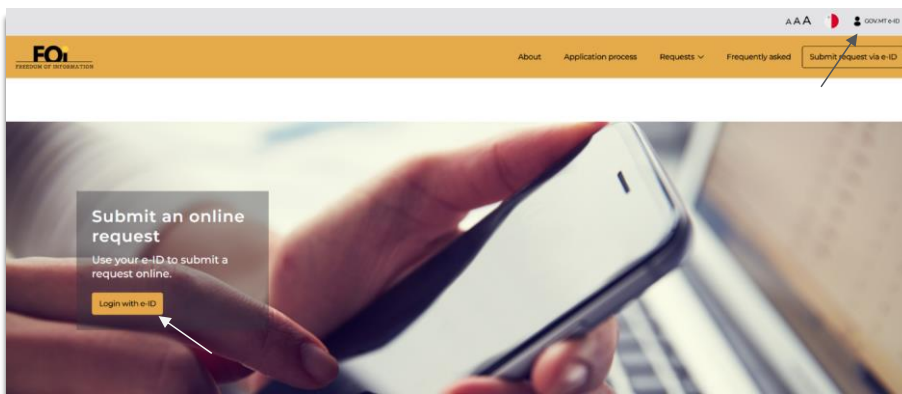 AAA GOV.MT e-ID
FOi
FREEDOM OF INFORMATION
About Application process Requests Frequently asked Submit request via e-ID
Submit an online
request
Use your e-ID to submit a
request online.
Login with e-ID